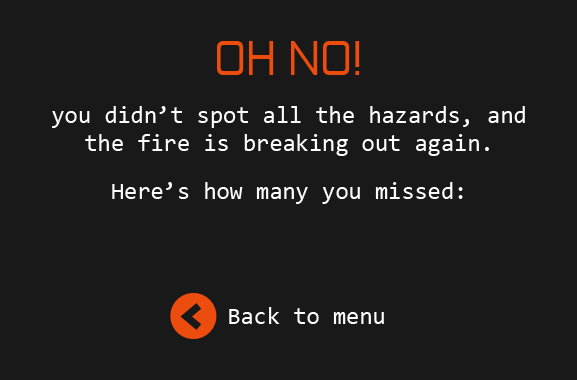 OH NO!
you didn’t spot all the hazards, and
the fire is breaking out again.
Here’s how many you missed:
Back to menu